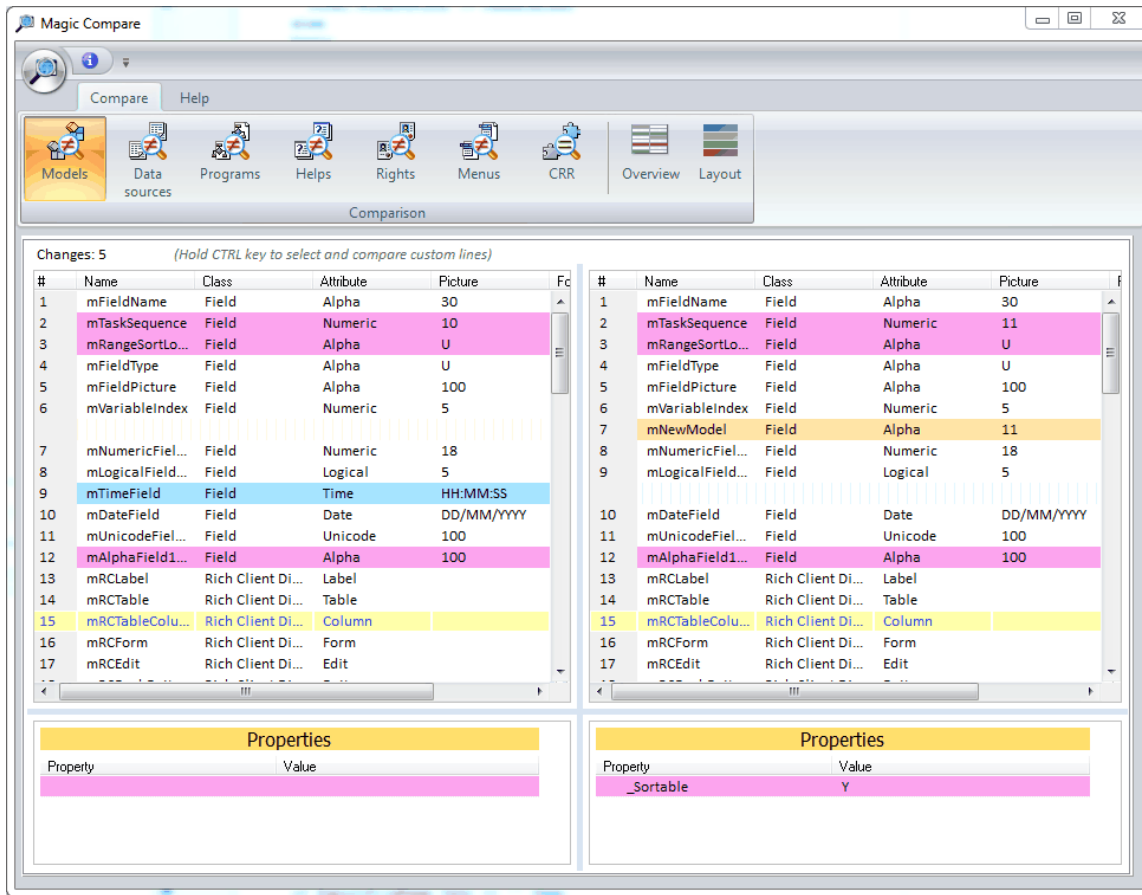 Magic Compare
Compare Help
Models Data sources Programs Helps Rights Menus CRR Overview Layout
Comparison
Changes: 5 (Hold CTRL key to select and compare custom lines)
# Name Class Attribute Picture Fc # Name Class Attribute Picture F
1 mFieldName Field Alpha 30 1 mFieldName Field Alpha 30
2 mTaskSequence Field Numeric 10 2 mTaskSequence Field Numeric 11
3 mRangeSortLo... Field Alpha U 3 mRangeSortLo... Field Alpha U
4 mFieldType Field Alpha U 4 mFieldType Field Alpha U
5 mFieldPicture Field Alpha 100 5 mFieldPicture Field Alpha 100
6 mVariableIndex Field Numeric 5 6 mVariableIndex Field Numeric 5
7 mNewModel Field Alpha 11
7 mNumericFiel... Field Numeric 18 8 mNumericFiel... Field Numeric 18
8 mLogicalField... Field Logical 5 9 mLogicalField... Field Logical 5
9 mTimeField Field Time HH:MM:SS
10 mDateField Field Date DD/MM/YYYY 10 mDateField Field Date DD/MM/YYYY
11 mUnicodeFiel... Field Unicode 100 11 mUnicodeFiel... Field Unicode 100
12 mAlphaField1... Field Alpha 100 12 mAlphaField1... Field Alpha 100
13 mRCLabel Rich Client Di... Label 13 mRCLabel Rich Client Di... Label
14 mRCTable Rich Client Di... Table 14 mRCTable Rich Client Di... Table
15 mRCTableColu... Rich Client Di... Column 15 mRCTableColu... Rich Client Di... Column
16 mRCForm Rich Client Di... Form 16 mRCForm Rich Client Di... Form
17 mRCEdit Rich Client Di... Edit 17 mRCEdit Rich Client Di... Edit
Properties Properties
Property Value Property Value
_Sortable Y